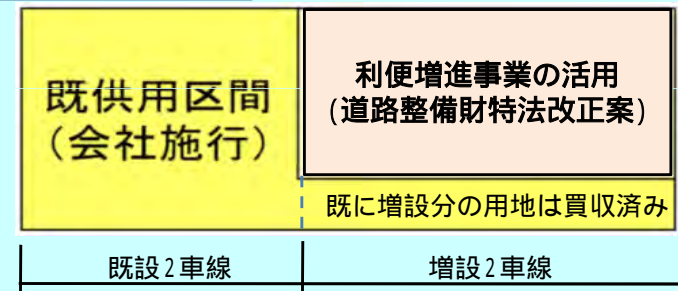 既供用区間
(会社施行)
利便増進事業の活用
(道路整備財特法改正案)
既に増設分の用地は買収済み
既設2車線
増設2車線